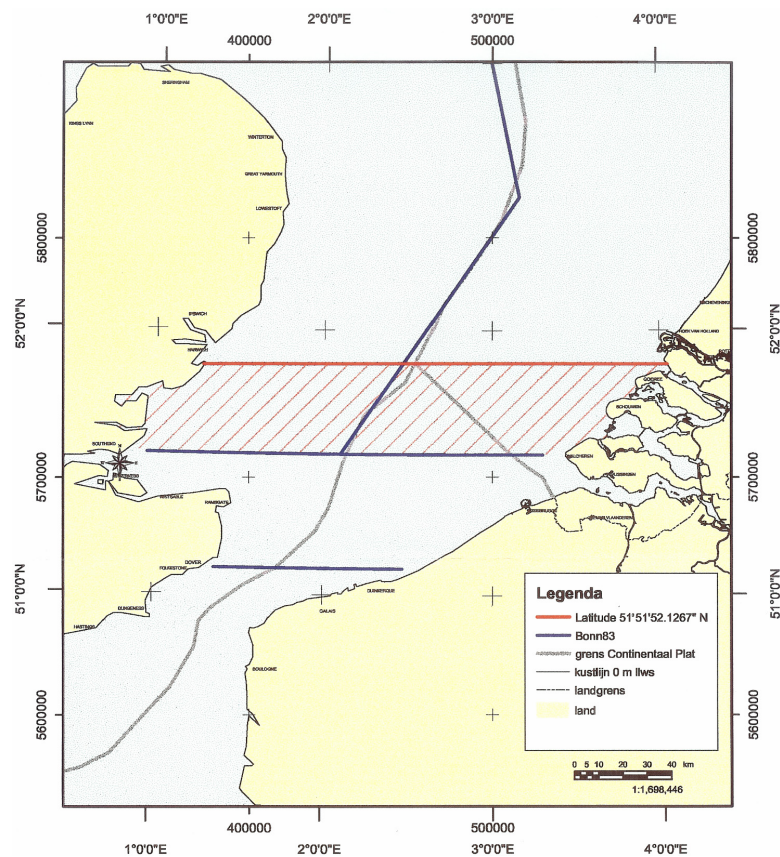 1°0'0"E
2°0'0"E
3°0'0"E
4°0'0"E
400000
500000
SHERINGHAM
KINGS LYNN
WINTERTON
GREAT YARMOUTH
LOWESTOFT
5800000
5800000
SCHEVENINGEN
IPSWICH
52°0'0"N
52°0'0"N
HOEK VAN HOLLAND
HARWICH
GOEREE
SCHOUWEN
SOUTHEND
WALCHEREN
VLISSINGEN
5700000
5700000
WHITSTABLE
RAMSGATE
ZEEBRUGGE
DOVER
FOLKESTONE
DUNKERQUE
51°0'0"N
51°0'0"N
DUNGENESS
CALAIS
HASTINGS
BOULOGNE
5600000
5600000
Legenda
Latitude 51°51'52.1267" N
Bonn83
grens Continentaal Plat
kustlijn 0 m llws
landgrens
land
0 5 10 20 30 40 km
1:1,698,446
400000
500000
1°0'0"E
2°0'0"E
3°0'0"E
4°0'0"E